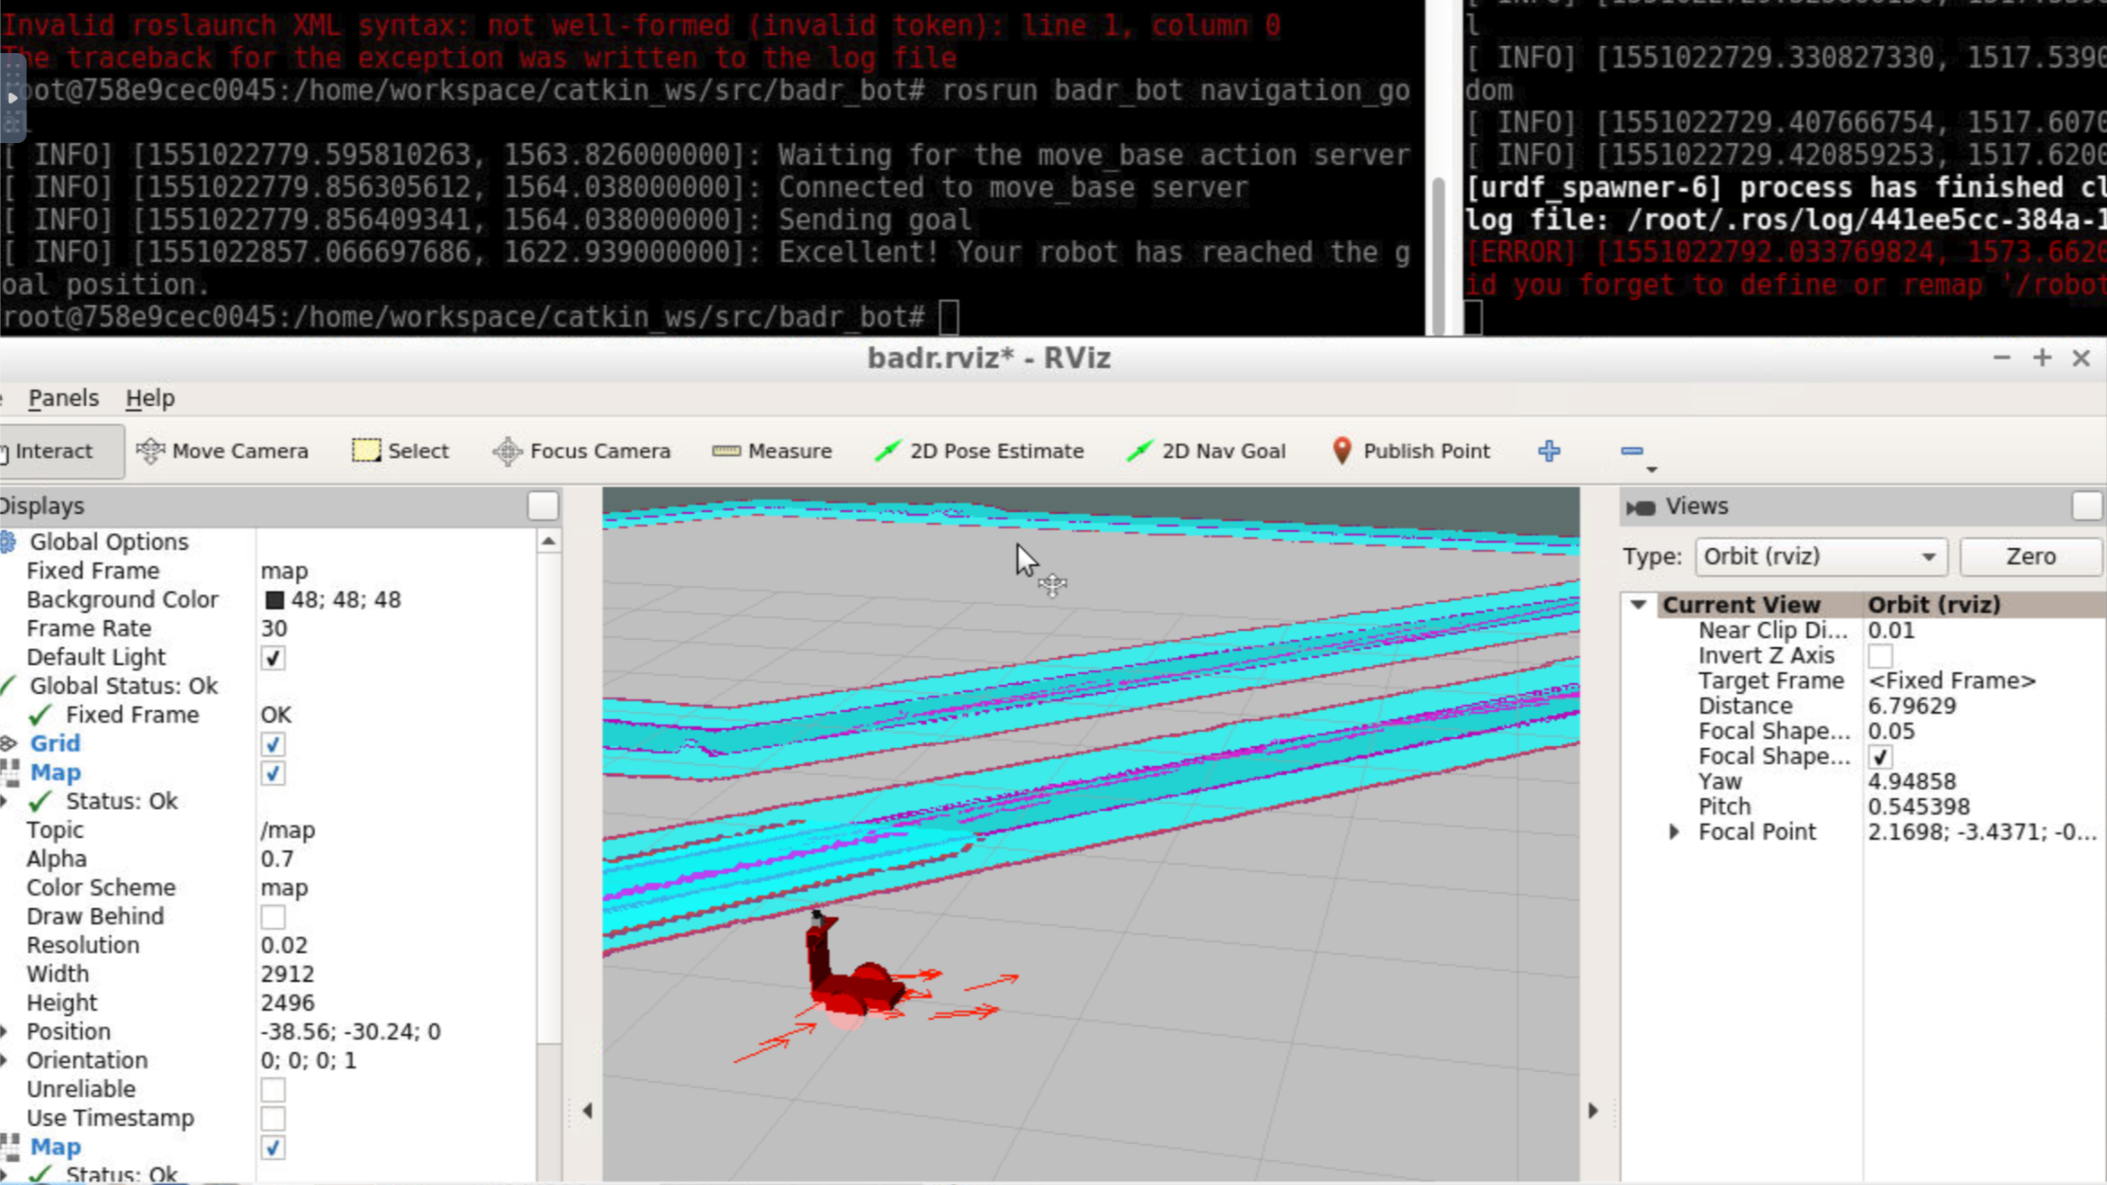 Invalid roslaunch XML syntax: not well-formed (invalid token): line 1, column 0
he traceback for the exception was written to the log file
root@758e9cec0045:/home/workspace/catkin_ws/src/badr_bot# rosrun badr_bot navigation_go
[ INFO] [1551022779.595810263, 1563.826000000]: Waiting for the move_base action server
[ INFO] [1551022779.856305612, 1564.038000000]: Connected to move_base server
[ INFO] [1551022779.856409341, 1564.038000000]: Sending goal
[ INFO] [1551022857.066697686, 1622.939000000]: Excellent! Your robot has reached the g
oal position.
root@758e9cec0045:/home/workspace/catkin_ws/src/badr_bot#
l
[ INFO] [1551022729.330827330, 1517.5390
dom
[ INFO] [1551022729.407666754, 1517.6070
[ INFO] [1551022729.420859253, 1517.6200
[urdf_spawner-6] process has finished cl
log file: /root/.ros/log/441ee5cc-384a-1
[ERROR] [1551022792.033769824, 1573.6620
id you forget to define or remap '/robot
badr.rviz* - RViz
Panels Help
Interact Move Camera Select Focus Camera Measure 2D Pose Estimate 2D Nav Goal Publish Point
Displays
Global Options
Fixed Frame map
Background Color 48; 48; 48
Frame Rate 30
Default Light
Global Status: Ok
Fixed Frame OK
Grid
Map
Status: Ok
Topic /map
Alpha 0.7
Color Scheme map
Draw Behind
Resolution 0.02
Width 2912
Height 2496
Position -38.56; -30.24; 0
Orientation 0; 0; 0; 1
Unreliable
Use Timestamp
Map
Status: Ok
Views
Type: Orbit (rviz) Zero
Current View Orbit (rviz)
Near Clip Di... 0.01
Invert Z Axis
Target Frame <Fixed Frame>
Distance 6.79629
Focal Shape... 0.05
Focal Shape...
Yaw 4.94858
Pitch 0.545398
Focal Point 2.1698; -3.4371; -0...